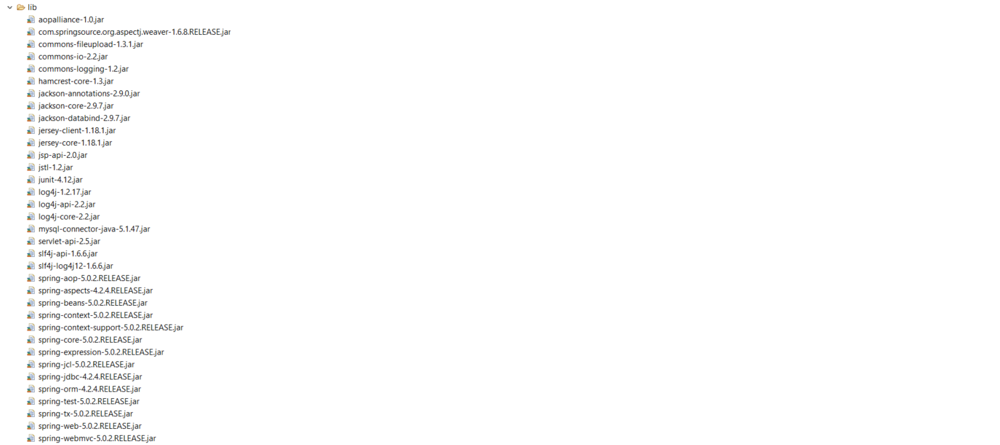 lib
aopalliance-1.0.jar
com.springsource.org.aspectj.weaver-1.6.8.RELEASE.jar
commons-fileupload-1.3.1.jar
commons-io-2.2.jar
commons-logging-1.2.jar
hamcrest-core-1.3.jar
jackson-annotations-2.9.0.jar
jackson-core-2.9.7.jar
jackson-databind-2.9.7.jar
jersey-client-1.18.1.jar
jersey-core-1.18.1.jar
jsp-api-2.0.jar
jstl-1.2.jar
junit-4.12.jar
log4j-1.2.17.jar
log4j-api-2.2.jar
log4j-core-2.2.jar
mysql-connector-java-5.1.47.jar
servlet-api-2.5.jar
slf4j-api-1.6.6.jar
slf4j-log4j12-1.6.6.jar
spring-aop-5.0.2.RELEASE.jar
spring-aspects-4.2.4.RELEASE.jar
spring-beans-5.0.2.RELEASE.jar
spring-context-5.0.2.RELEASE.jar
spring-context-support-5.0.2.RELEASE.jar
spring-core-5.0.2.RELEASE.jar
spring-expression-5.0.2.RELEASE.jar
spring-jcl-5.0.2.RELEASE.jar
spring-jdbc-4.2.4.RELEASE.jar
spring-orm-4.2.4.RELEASE.jar
spring-test-5.0.2.RELEASE.jar
spring-tx-5.0.2.RELEASE.jar
spring-web-5.0.2.RELEASE.jar
spring-webmvc-5.0.2.RELEASE.jar